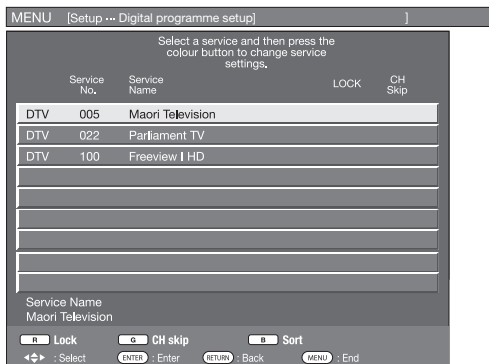 MENU [Setup ··· Digital programme setup] ]
Select a service and then press the
colour button to change service
settings.
Service No. Service Name LOCK CH Skip
DTV 005 Maori Television
DTV 022 Parliament TV
DTV 100 Freeview | HD
Service Name
Maori Television
R Lock G CH skip B Sort
: Select ENTER : Enter RETURN : Back MENU : End